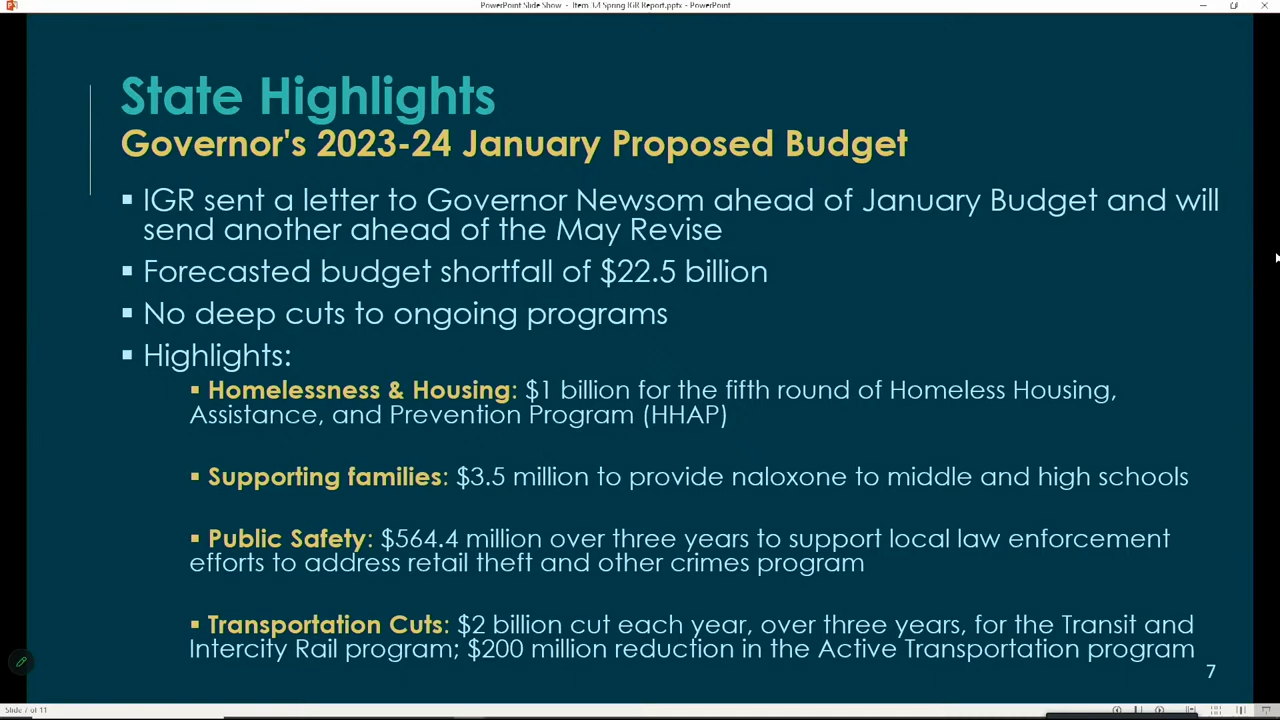 PowerPoint Slide Show - Item 3.4 Spring IGR Report.pptx - PowerPoint
State Highlights
Governor's 2023-24 January Proposed Budget
▪ IGR sent a letter to Governor Newsom ahead of January Budget and will
send another ahead of the May Revise
▪ Forecasted budget shortfall of $22.5 billion
▪ No deep cuts to ongoing programs
▪ Highlights:
▪ Homelessness & Housing: $1 billion for the fifth round of Homeless Housing,
Assistance, and Prevention Program (HHAP)
▪ Supporting families: $3.5 million to provide naloxone to middle and high schools
▪ Public Safety: $564.4 million over three years to support local law enforcement
efforts to address retail theft and other crimes program
▪ Transportation Cuts: $2 billion cut each year, over three years, for the Transit and
Intercity Rail program; $200 million reduction in the Active Transportation program
7
Slide 7 of 11